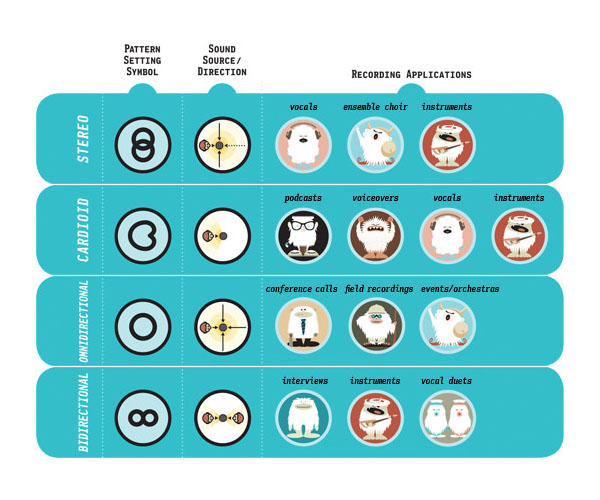 Pattern
Setting
Symbol
Sound
Source/
Direction
Recording Applications
STEREO
vocals
ensemble choir
instruments
CARDIOID
podcasts
voiceovers
vocals
instruments
OMNIDIRECTIONAL
conference calls
field recordings
events/orchestras
BIDIRECTIONAL
interviews
instruments
vocal duets